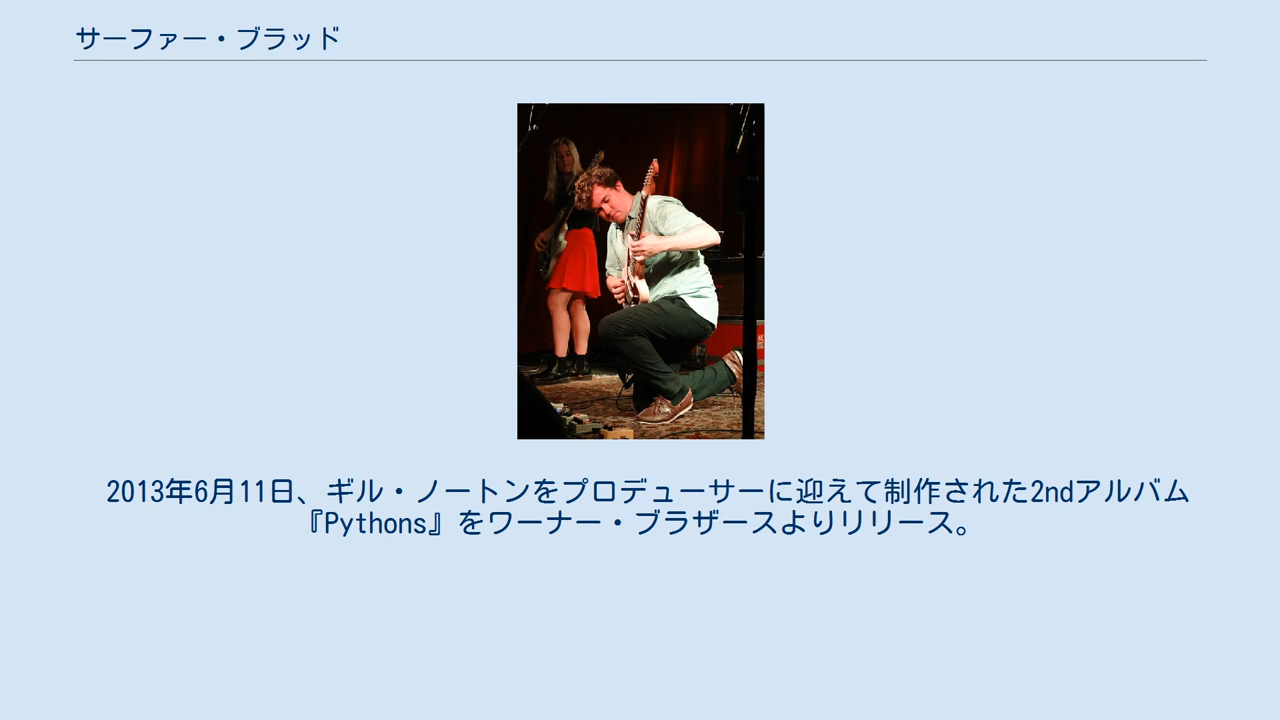 サーファー・ブラッド
2013年6月11日、ギル・ノートンをプロデューサーに迎えて制作された2ndアルバム
『Pythons』をワーナー・ブラザースよりリリース。